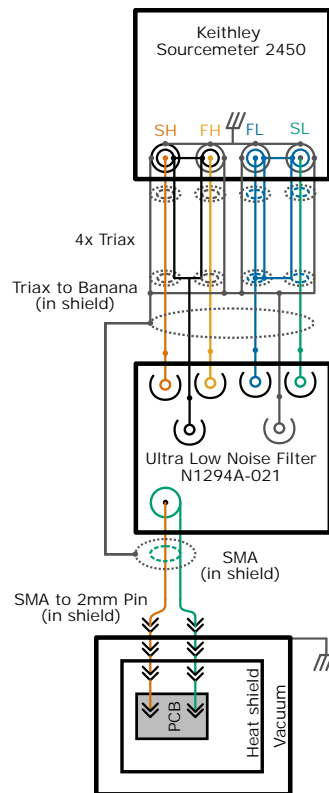 Keithley
Sourcemeter 2450
SH FH FL SL
4x Triax
Triax to Banana
(in shield)
Ultra Low Noise Filter
N1294A-021
SMA
(in shield)
SMA to 2mm Pin
(in shield)
PCB
Heat shield
Vacuum